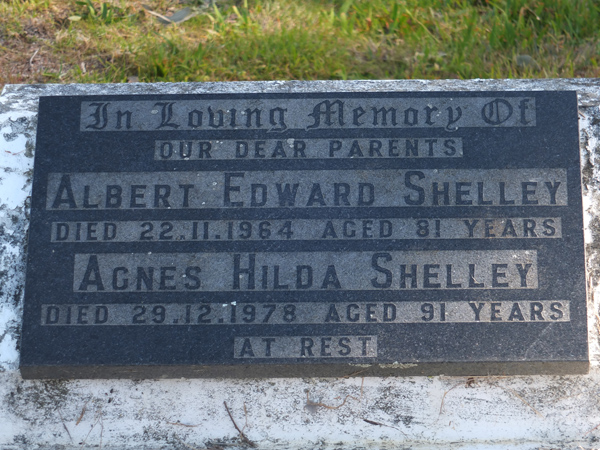 In Loving Memory Of
OUR DEAR PARENTS
ALBERT EDWARD SHELLEY
DIED 22.11.1964 AGED 81 YEARS
AGNES HILDA SHELLEY
DIED 29.12.1978 AGED 91 YEARS
AT REST